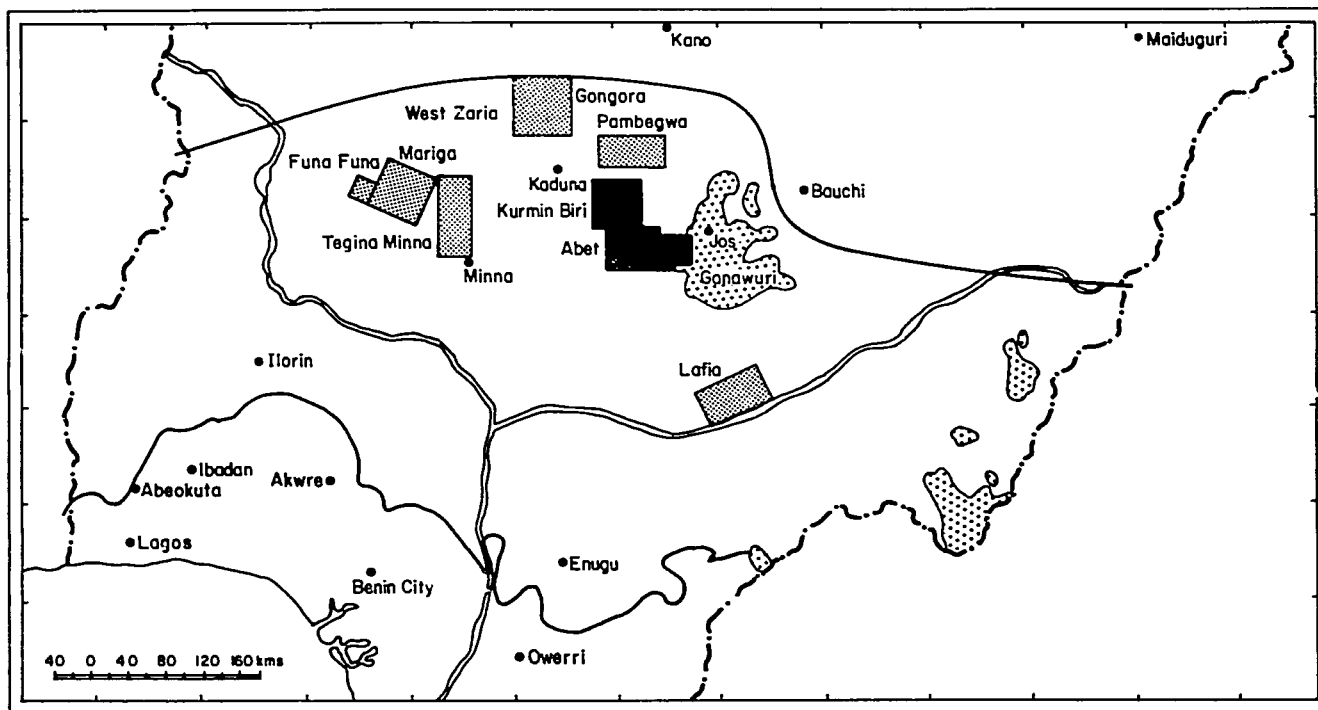 Kano
Maiduguri
Gongora
West Zaria
Pambegwa
Funa Funa
Mariga
Kaduna
Bauchi
Kurmin Biri
Tegina Minna
Abet
Jos
Minna
Gonawuri
Ilorin
Lafia
Ibadan
Akwre
Abeokuta
Lagos
Enugu
Benin City
Owerri
40 0 40 80 120 160 kms